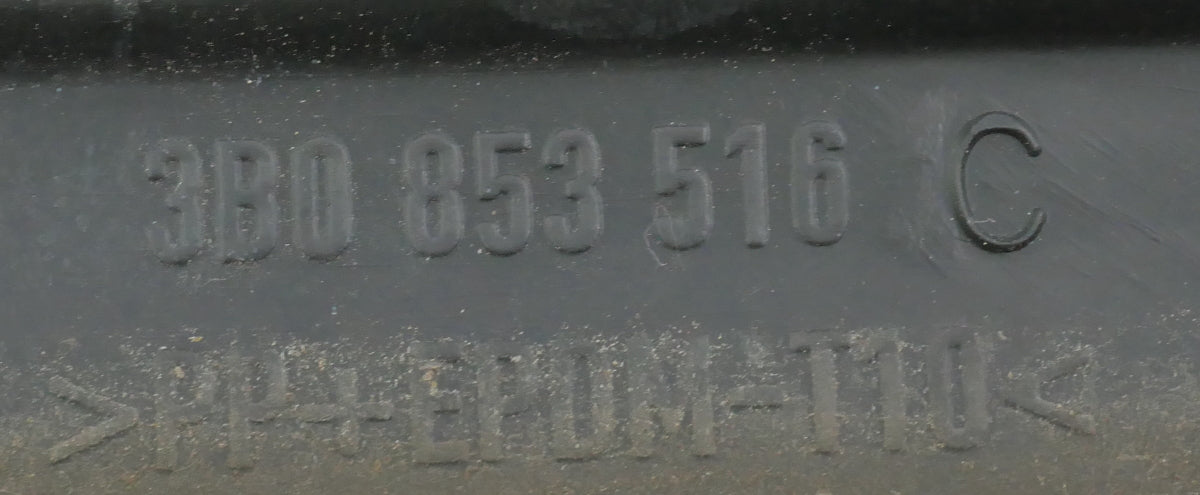 3B0 853 516 C
>PP+EPDM-T10<